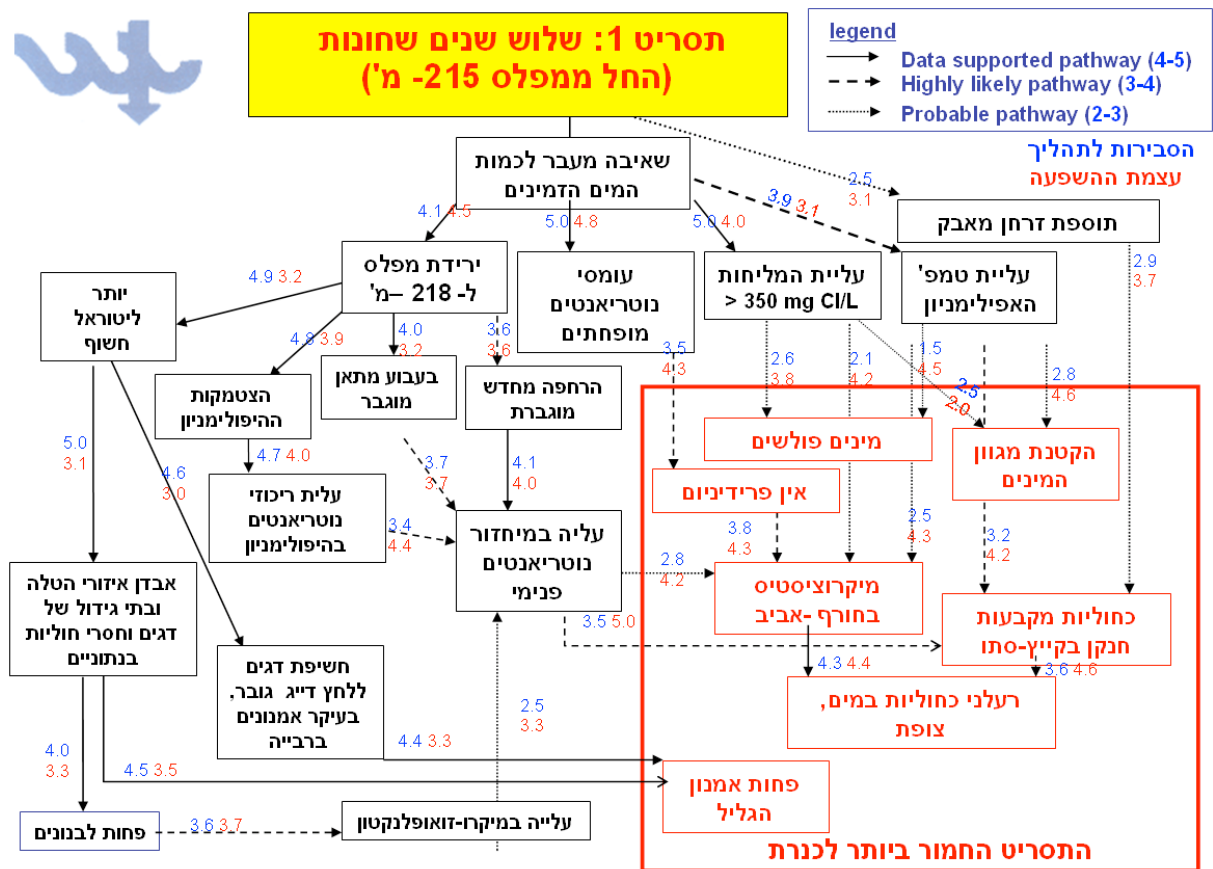 תסריט 1: שלוש שנים שחונות
(החל ממפלס 215- מ')
legend
Data supported pathway (4-5)
Highly likely pathway (3-4)
Probable pathway (2-3)
הסבירות לתהליך
עצמת ההשפעה
שאיבה מעבר לכמות
המים הזמינים
2.5
3.1
3.9 3.1
4.1 4.5
5.0 4.8
5.0 4.0
תוספת זרחן מאבק
ירידת מפלס
ל- 218 –מ'
עומסי
נוטריאנטים
מופחתים
עליית המליחות
> 350 mg Cl/L
עליית טמפ'
האפילימניון
2.9
3.7
4.9 3.2
יותר
ליטוראל
חשוף
4.8 3.9
4.0
3.2
3.6
3.6
3.5
4.3
2.6
3.8
2.1
4.2
1.5
4.5
2.5
2.0
2.8
4.6
הצטמקות
ההיפולימניון
בעבוע מתאן
מוגבר
הרחפה מחדש
מוגברת
מינים פולשים
הקטנת מגוון
המינים
אין פרידיניום
5.0
3.1
4.6
3.0
4.7 4.0
3.7
3.7
4.1
4.0
עלית ריכוזי
נוטריאנטים
בהיפולימניון
3.4
4.4
עליה במיחדור
נוטריאנטים
פנימי
3.8
4.3
2.5
4.3
3.2
4.2
2.8
4.2
מיקרוציסטיס
בחורף -אביב
כחוליות מקבעות
חנקן בקייץ-סתו
3.5 5.0
אבדן איזורי הטלה
ובתי גידול של
דגים וחסרי חוליות
בנתוניים
חשיפת דגים
ללחץ דייג גובר,
בעיקר אמנונים
ברבייה
4.3 4.4
3.6 4.6
רעלני כחוליות במים,
צופת
2.5
3.3
4.0
3.3
4.5 3.5
4.4 3.3
פחות אמנון
הגליל
פחות לבנונים
3.6 3.7
עלייה במיקרו-זואופלנקטון
התסריט החמור ביותר לכנרת